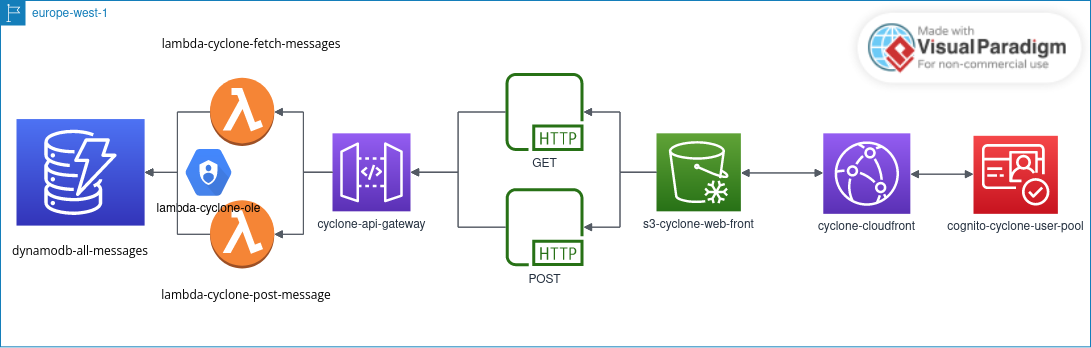 europe-west-1
lambda-cyclone-fetch-messages
Made with
Visual Paradigm
For non-commercial use
HTTP
GET
lambda-cyclone-ole
dynamodb-all-messages
cyclone-api-gateway
s3-cyclone-web-front
cyclone-cloudfront
cognito-cyclone-user-pool
HTTP
POST
lambda-cyclone-post-message